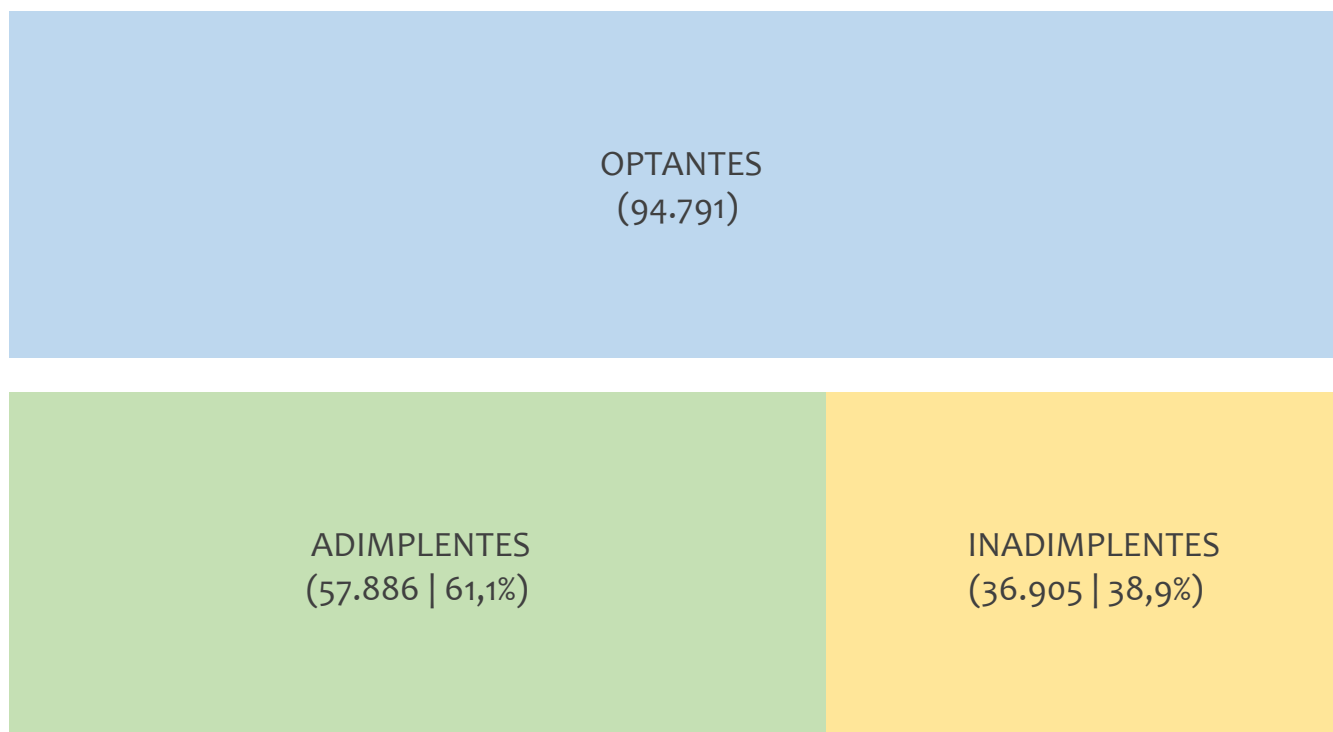 OPTANTES
(94.791)
ADIMPLENTES
(57.886 | 61,1%)
INADIMPLENTES
(36.905 | 38,9%)